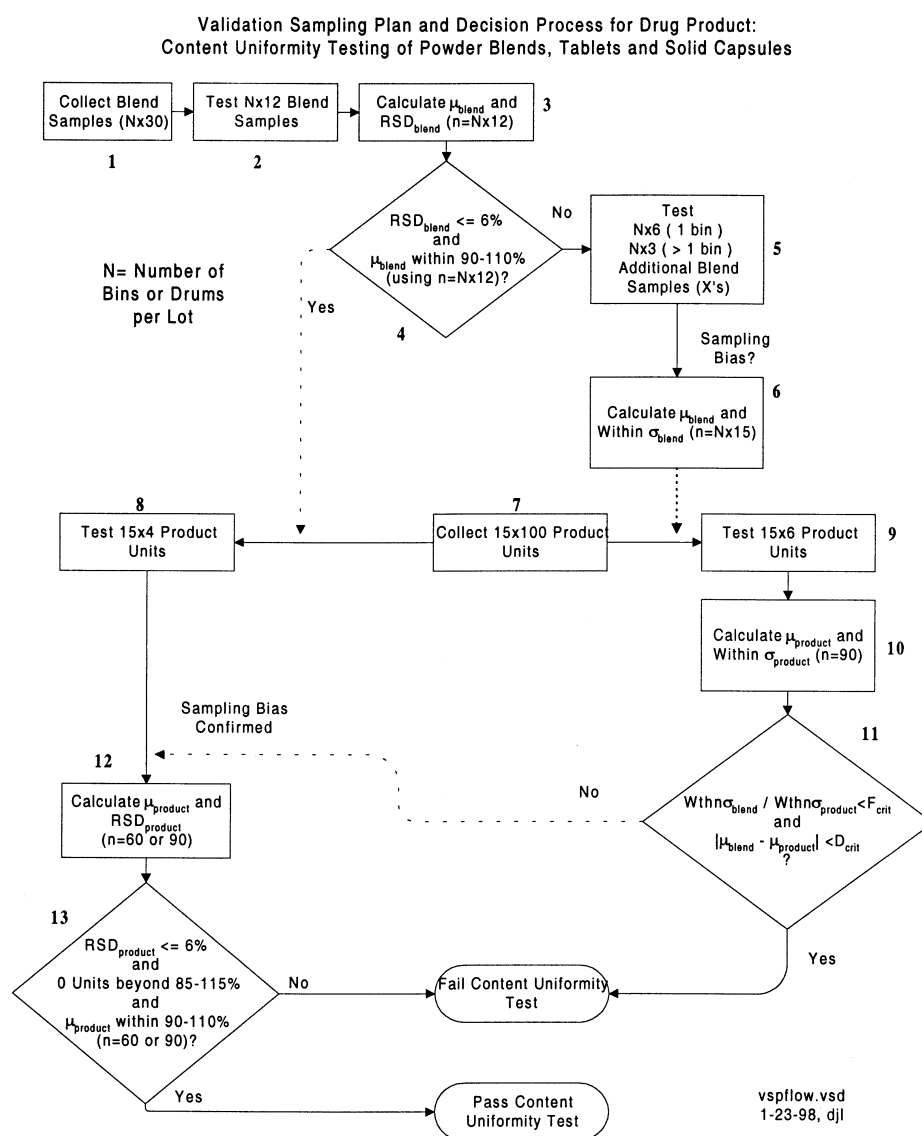 Validation Sampling Plan and Decision Process for Drug Product:
Content Uniformity Testing of Powder Blends, Tablets and Solid Capsules
Collect Blend
Samples (Nx30)
1
Test Nx12 Blend
Samples
2
Calculate μblend and
RSDblend (n=Nx12)
3
RSDblend <= 6%
and
μblend within 90-110%
(using n=Nx12)?
4
No
Yes
N= Number of
Bins or Drums
per Lot
Test
Nx6 ( 1 bin )
Nx3 ( > 1 bin )
Additional Blend
Samples (X's)
5
Sampling
Bias?
6
Calculate μblend and
Within σblend (n=Nx15)
8
Test 15x4 Product
Units
7
Collect 15x100 Product
Units
Test 15x6 Product
Units
9
Calculate μproduct and
Within σproduct (n=90)
10
11
Wthnσblend / Wthnσproduct<Fcrit
and
|μblend - μproduct| <Dcrit
?
No
Yes
Sampling Bias
Confirmed
12
Calculate μproduct and
RSDproduct
(n=60 or 90)
13
RSDproduct <= 6%
and
0 Units beyond 85-115%
and
μproduct within 90-110%
(n=60 or 90)?
No
Yes
Fail Content Uniformity
Test
Pass Content
Uniformity Test
vspflow.vsd
1-23-98, djl